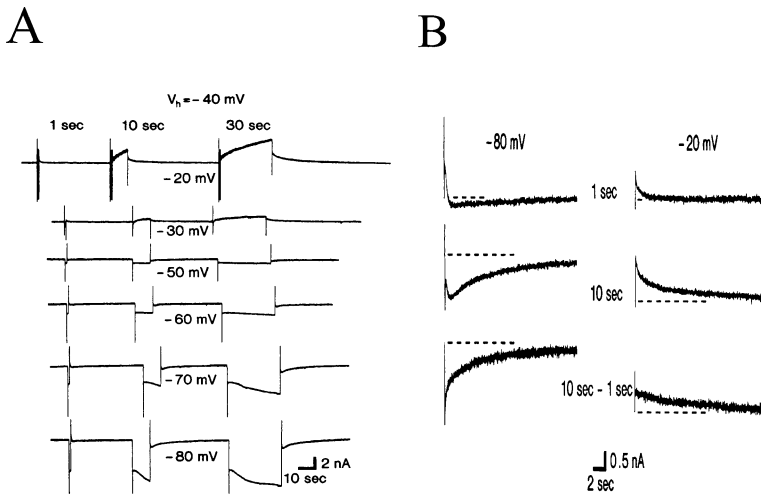 A
B
Vh = - 40 mV
1 sec 10 sec 30 sec
- 20 mV
- 30 mV
- 50 mV
- 60 mV
- 70 mV
- 80 mV
2 nA
10 sec
- 80 mV - 20 mV
1 sec
10 sec
10 sec - 1 sec
0.5 nA
2 sec